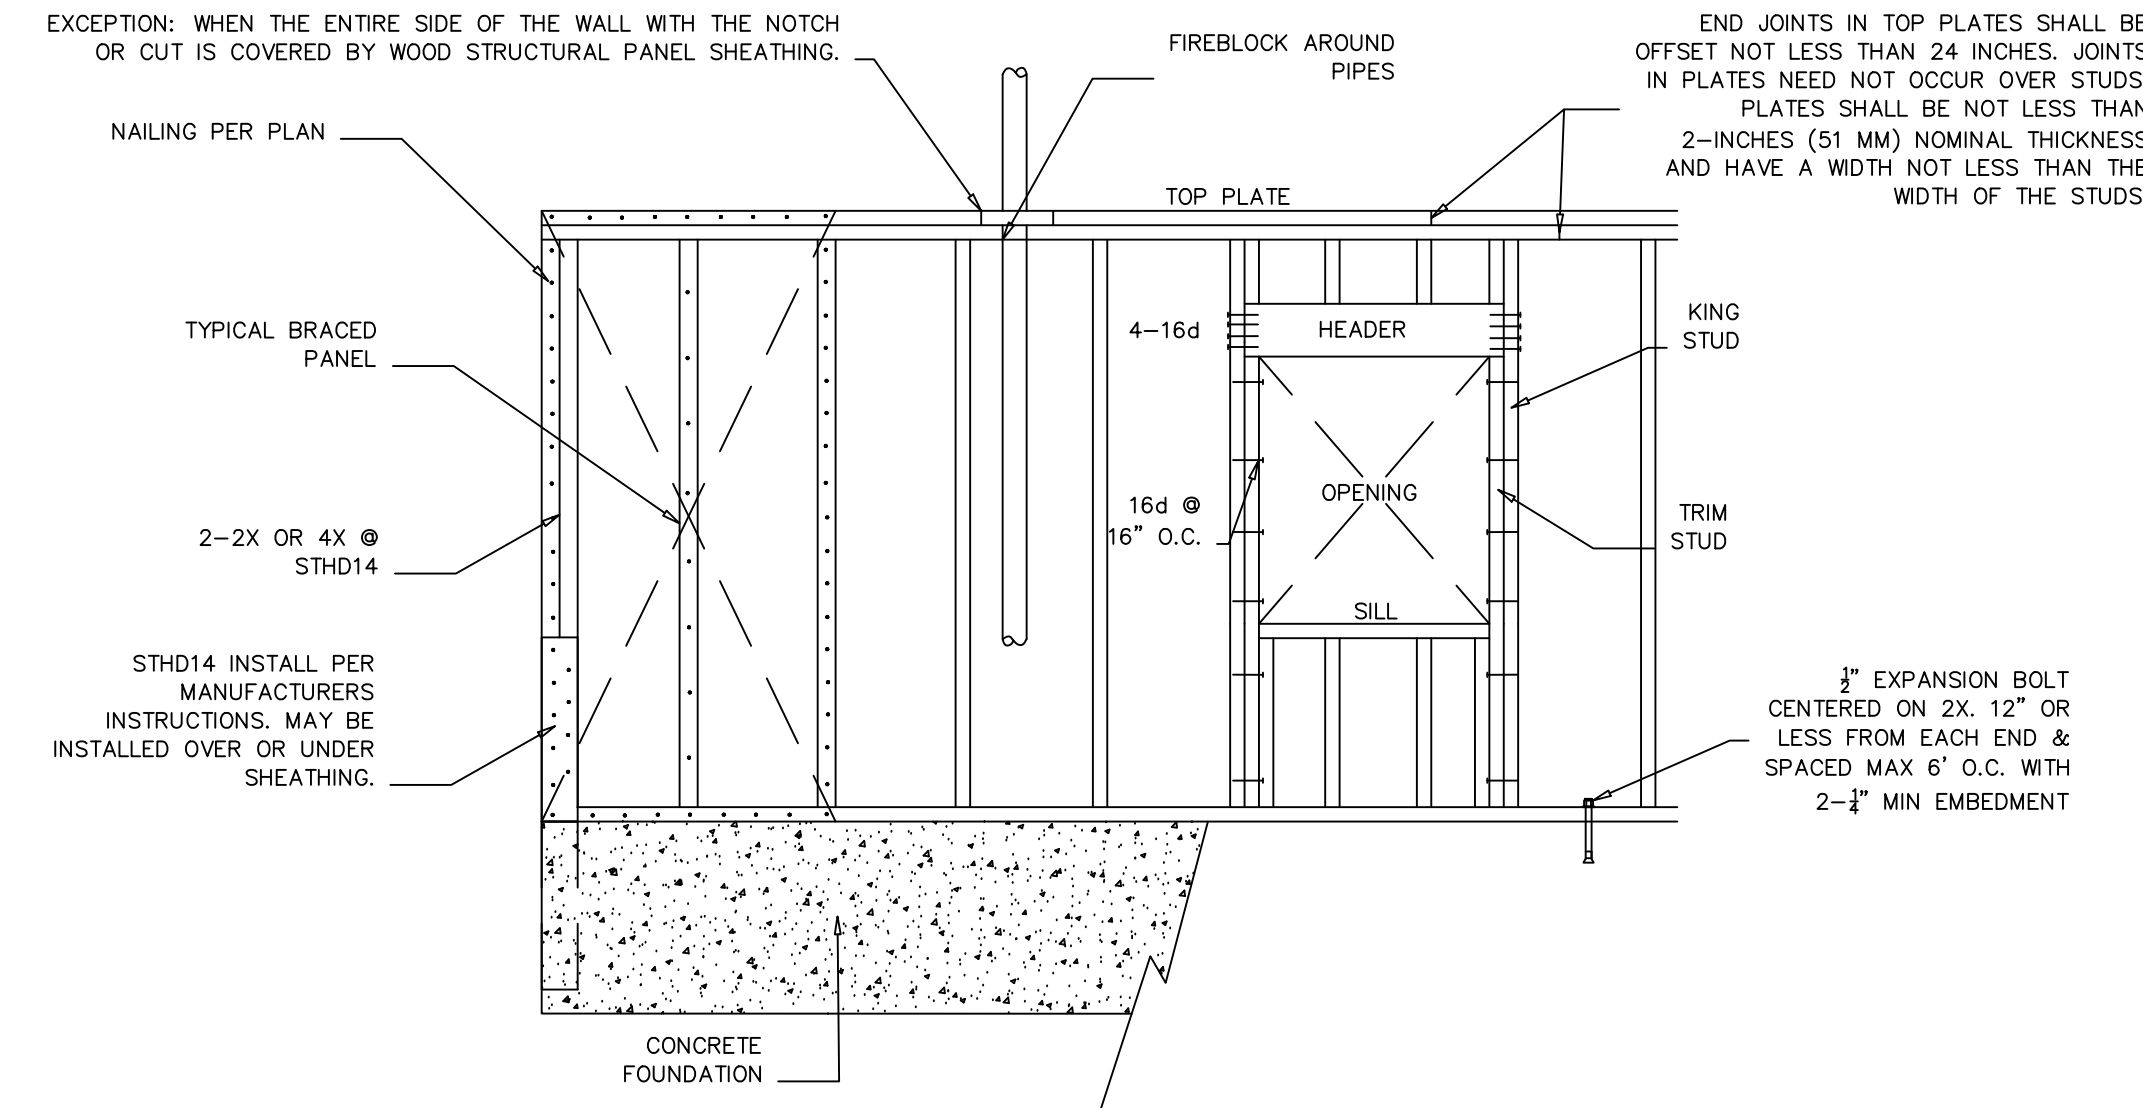 EXCEPTION: WHEN THE ENTIRE SIDE OF THE WALL WITH THE NOTCH
OR CUT IS COVERED BY WOOD STRUCTURAL PANEL SHEATHING.
FIREBLOCK AROUND
PIPES
END JOINTS IN TOP PLATES SHALL BE
OFFSET NOT LESS THAN 24 INCHES. JOINTS
IN PLATES NEED NOT OCCUR OVER STUDS
PLATES SHALL BE NOT LESS THAN
2-INCHES (51 MM) NOMINAL THICKNESS
AND HAVE A WIDTH NOT LESS THAN THE
WIDTH OF THE STUDS
NAILING PER PLAN
TOP PLATE
TYPICAL BRACED
PANEL
4-16d
HEADER
KING
STUD
2-2X OR 4X @
STHD14
16d @
16" O.C.
OPENING
TRIM
STUD
SILL
STHD14 INSTALL PER
MANUFACTURERS
INSTRUCTIONS. MAY BE
INSTALLED OVER OR UNDER
SHEATHING.
½" EXPANSION BOLT
CENTERED ON 2X. 12" OR
LESS FROM EACH END &
SPACED MAX 6' O.C. WITH
2-¼" MIN EMBEDMENT
CONCRETE
FOUNDATION